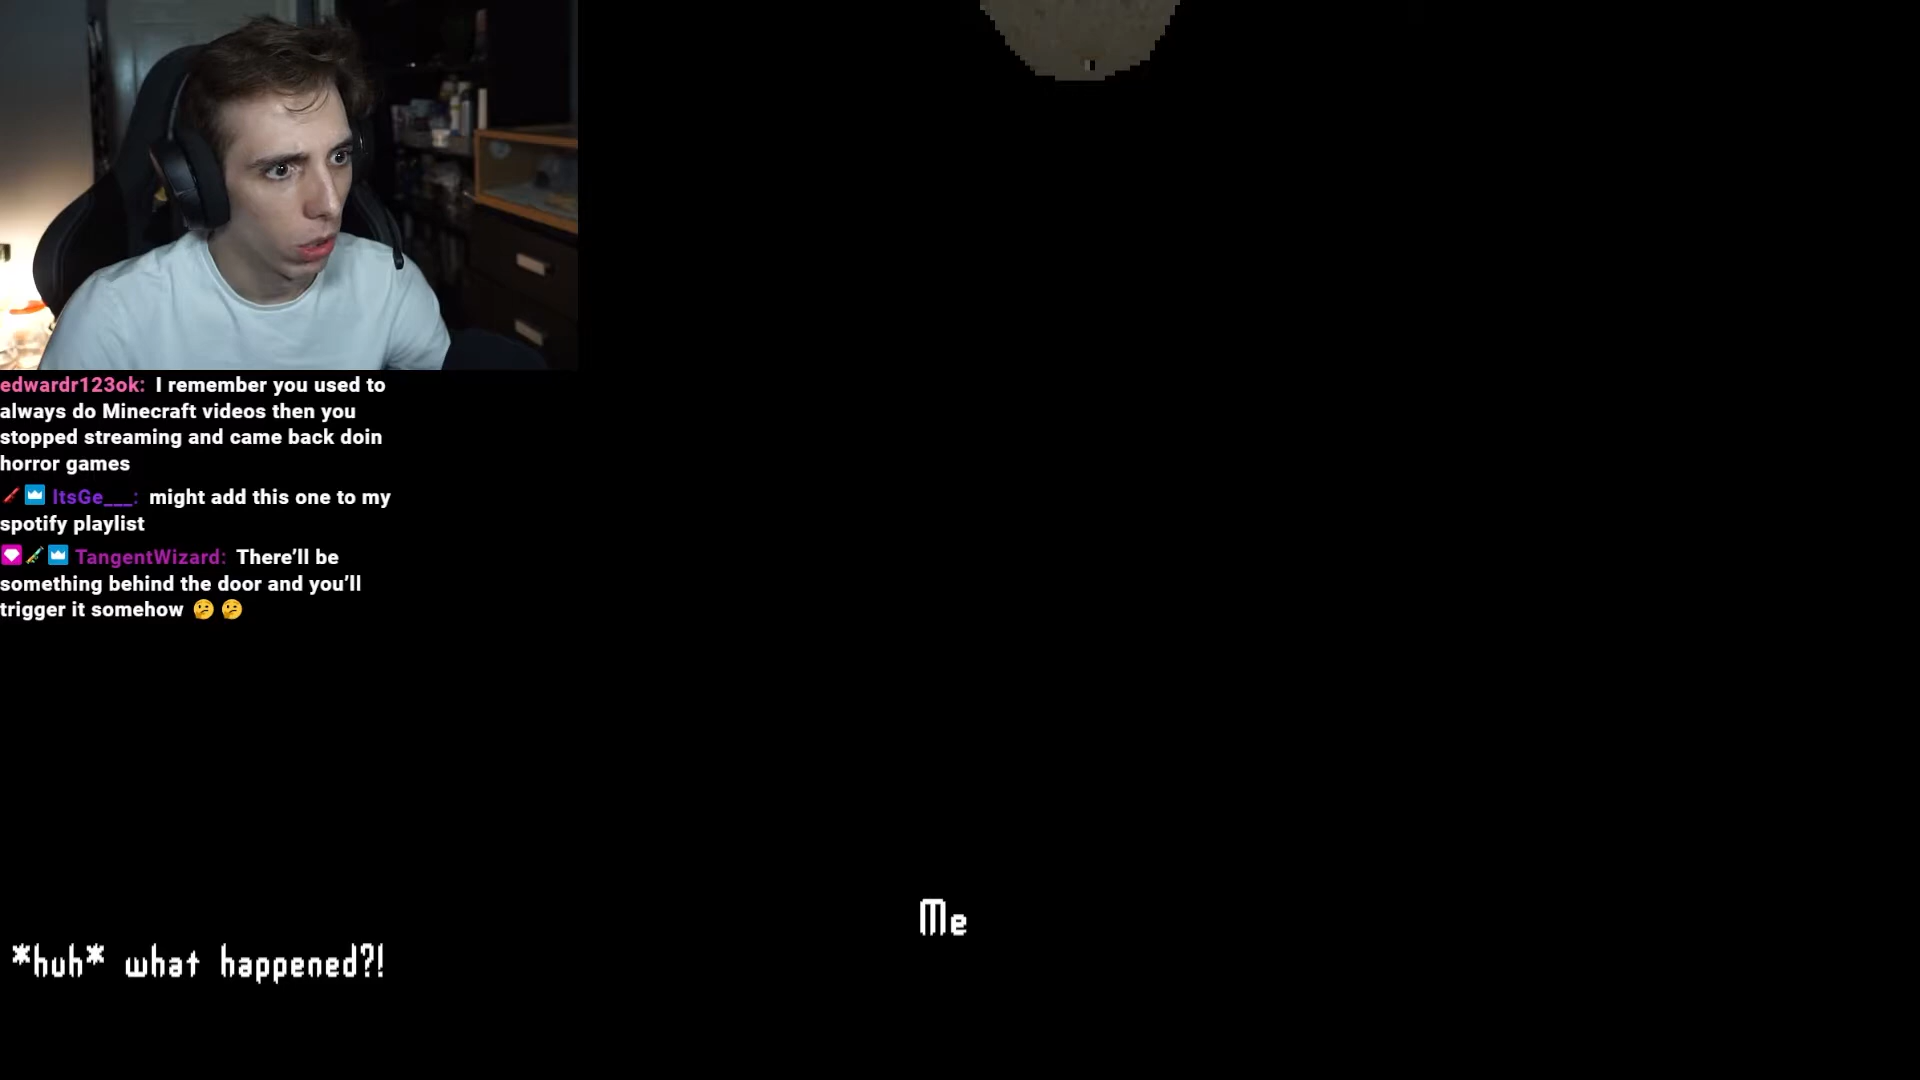 edwardr123ok: I remember you used to
always do Minecraft videos then you
stopped streaming and came back doin
horror games
ItsGe___: might add this one to my
spotify playlist
TangentWizard: There’ll be
something behind the door and you’ll
trigger it somehow 🤔 🤔
Me
*huh* what happened?!